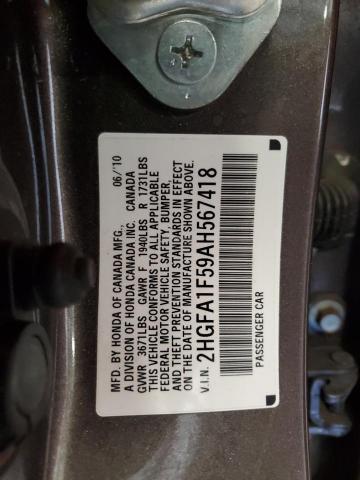 MFD. BY HONDA OF CANADA MFG., 06/10
A DIVISION OF HONDA CANADA INC. CANADA
GVWR 3671LBS GAWR F 1940LBS R 1731LBS
THIS VEHICLE CONFORMS TO ALL APPLICABLE
FEDERAL MOTOR VEHICLE SAFETY, BUMPER,
AND THEFT PREVENTION STANDARDS IN EFFECT
ON THE DATE OF MANUFACTURE SHOWN ABOVE.
V.I.N. 2HGFA1F59AH567418
PASSENGER CAR